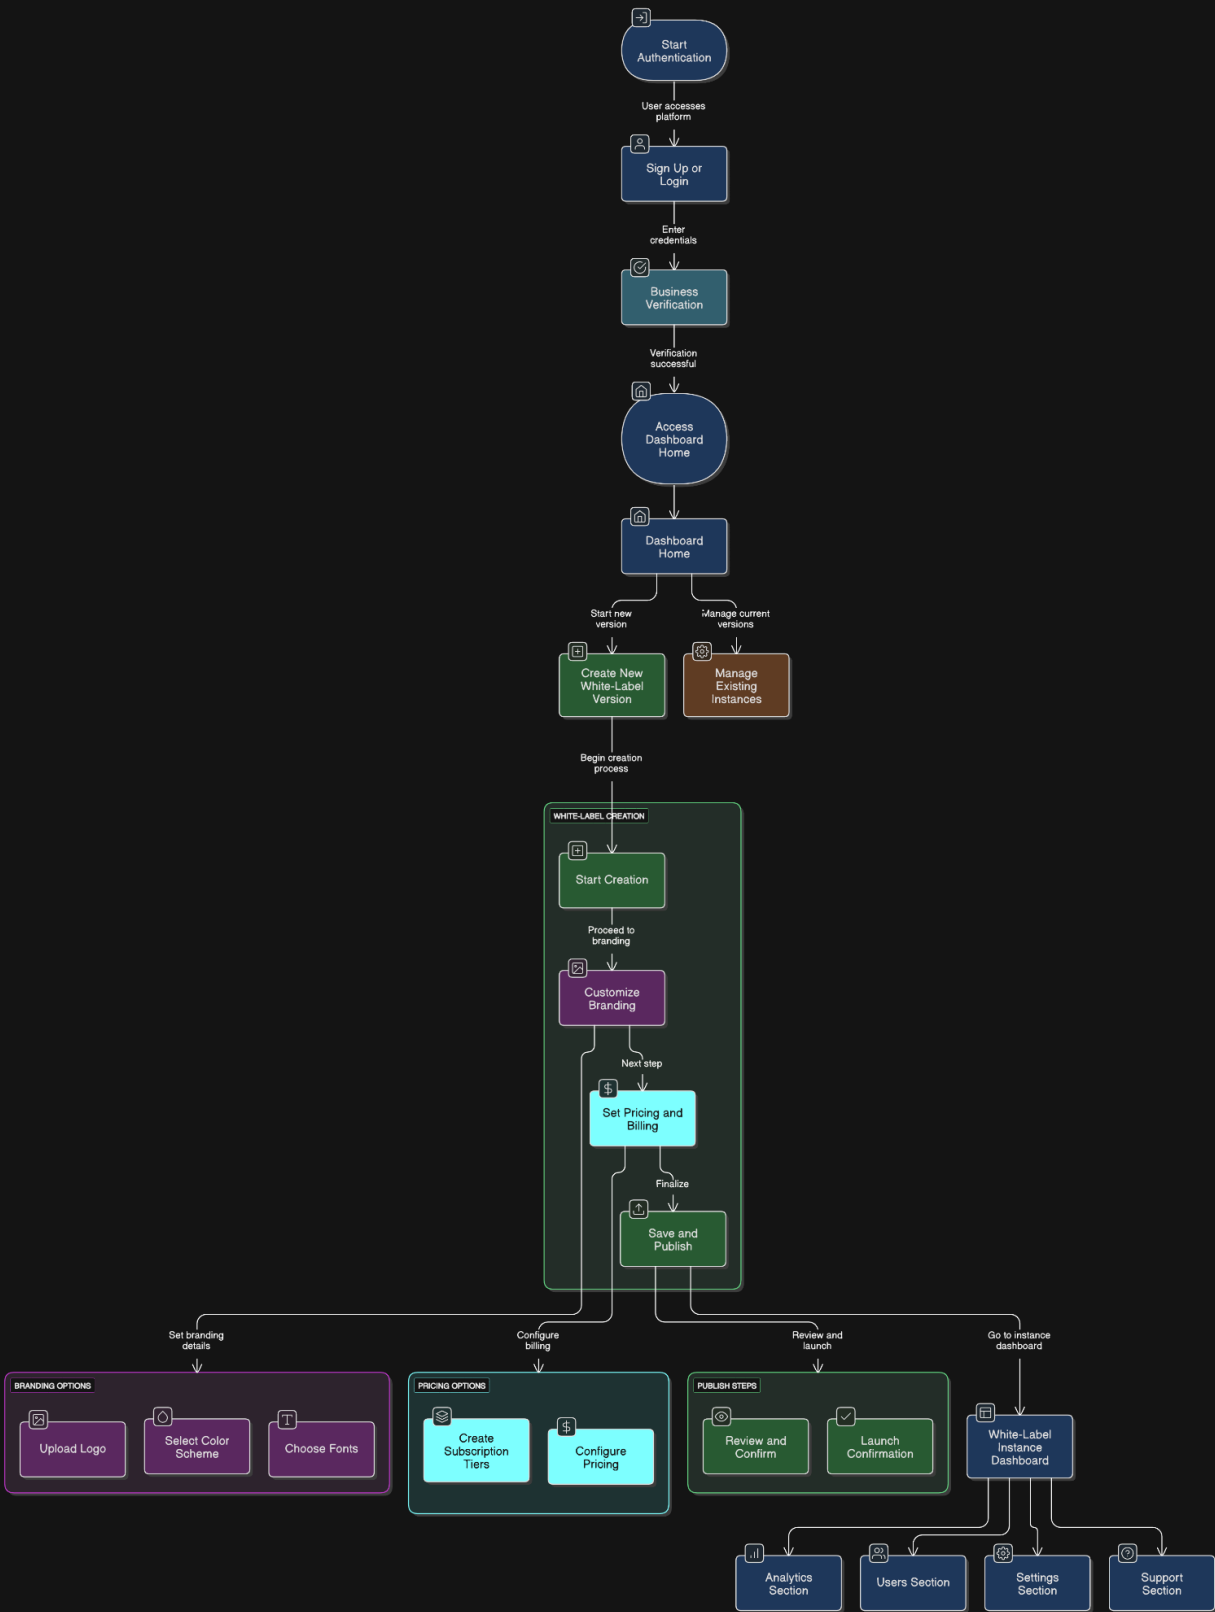 Start
Authentication
User accesses
platform
Sign Up or
Login
Enter
credentials
Business
Verification
Verification
successful
Access
Dashboard
Home
Dashboard
Home
Start new
version
Manage current
versions
Create New
White-Label
Version
Manage
Existing
Instances
Begin creation
process
WHITE-LABEL CREATION
Start Creation
Proceed to
branding
Customize
Branding
Next step
Set Pricing and
Billing
Finalize
Save and
Publish
Set branding
details
Configure
billing
Review and
launch
Go to instance
dashboard
BRANDING OPTIONS
Upload Logo
Select Color
Scheme
Choose Fonts
PRICING OPTIONS
Create
Subscription
Tiers
Configure
Pricing
PUBLISH STEPS
Review and
Confirm
Launch
Confirmation
White-Label
Instance
Dashboard
Analytics
Section
Users Section
Settings
Section
Support
Section